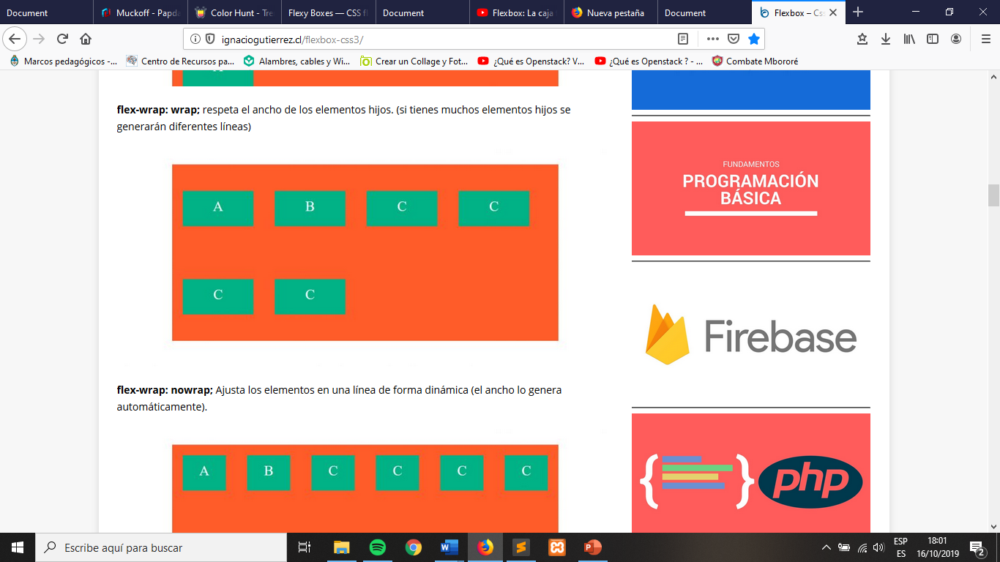 Document
Muckoff - Papda
Color Hunt - Tre
Flexy Boxes — CSS fl
Document
Flexbox: La caja
Nueva pestaña
Document
Flexbox – Css
ignaciogutierrez.cl/flexbox-css3/
Marcos pedagógicos -...
Centro de Recursos pa...
Alambres, cables y Wi...
Crear un Collage y Fot...
¿Qué es Openstack? V...
¿Qué es Openstack ? - ...
Combate Mbororé
flex-wrap: wrap; respeta el ancho de los elementos hijos. (si tienes muchos elementos hijos se
generarán diferentes líneas)
A B C C
C C
flex-wrap: nowrap; Ajusta los elementos en una línea de forma dinámica (el ancho lo genera
automáticamente).
A B C C C C
FUNDAMENTOS
PROGRAMACIÓN
BÁSICA
Firebase
{ } php
Escribe aquí para buscar
ESP
ES
18:01
16/10/2019
2